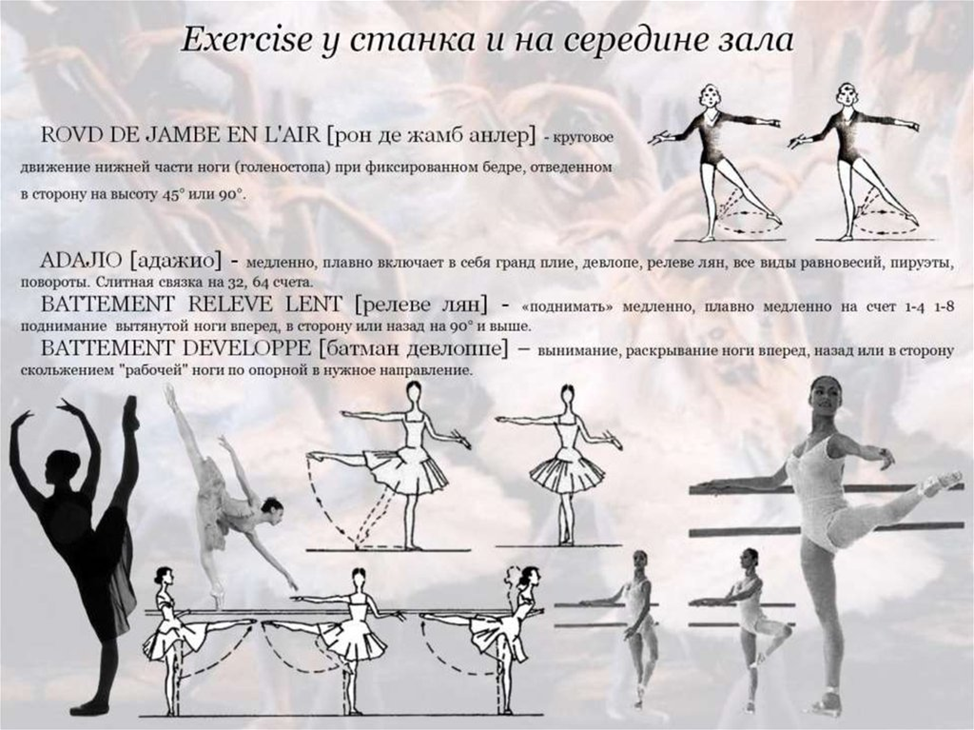 Exercise у станка и на середине зала
ROVD DE JAMBE EN L'AIR [рон де жамб анлер] - круговое
движение нижней части ноги (голеностопа) при фиксированном бедре, отведенном
в сторону на высоту 45° или 90°.
ADAЛIO [адажио] - медленно, плавно включает в себя гранд плие, девлопе, релеве лян, все виды равновесий, пируэты,
повороты. Слитная связка на 32, 64 счета.
BATTEMENT RELEVE LENT [релеве лян] - «поднимать» медленно, плавно медленно на счет 1-4 1-8
поднимание вытянутой ноги вперед, в сторону или назад на 90° и выше.
BATTEMENT DEVELOPPE [батман девлоппе] – вынимание, раскрывание ноги вперед, назад или в сторону
скольжением "рабочей" ноги по опорной в нужное направление.